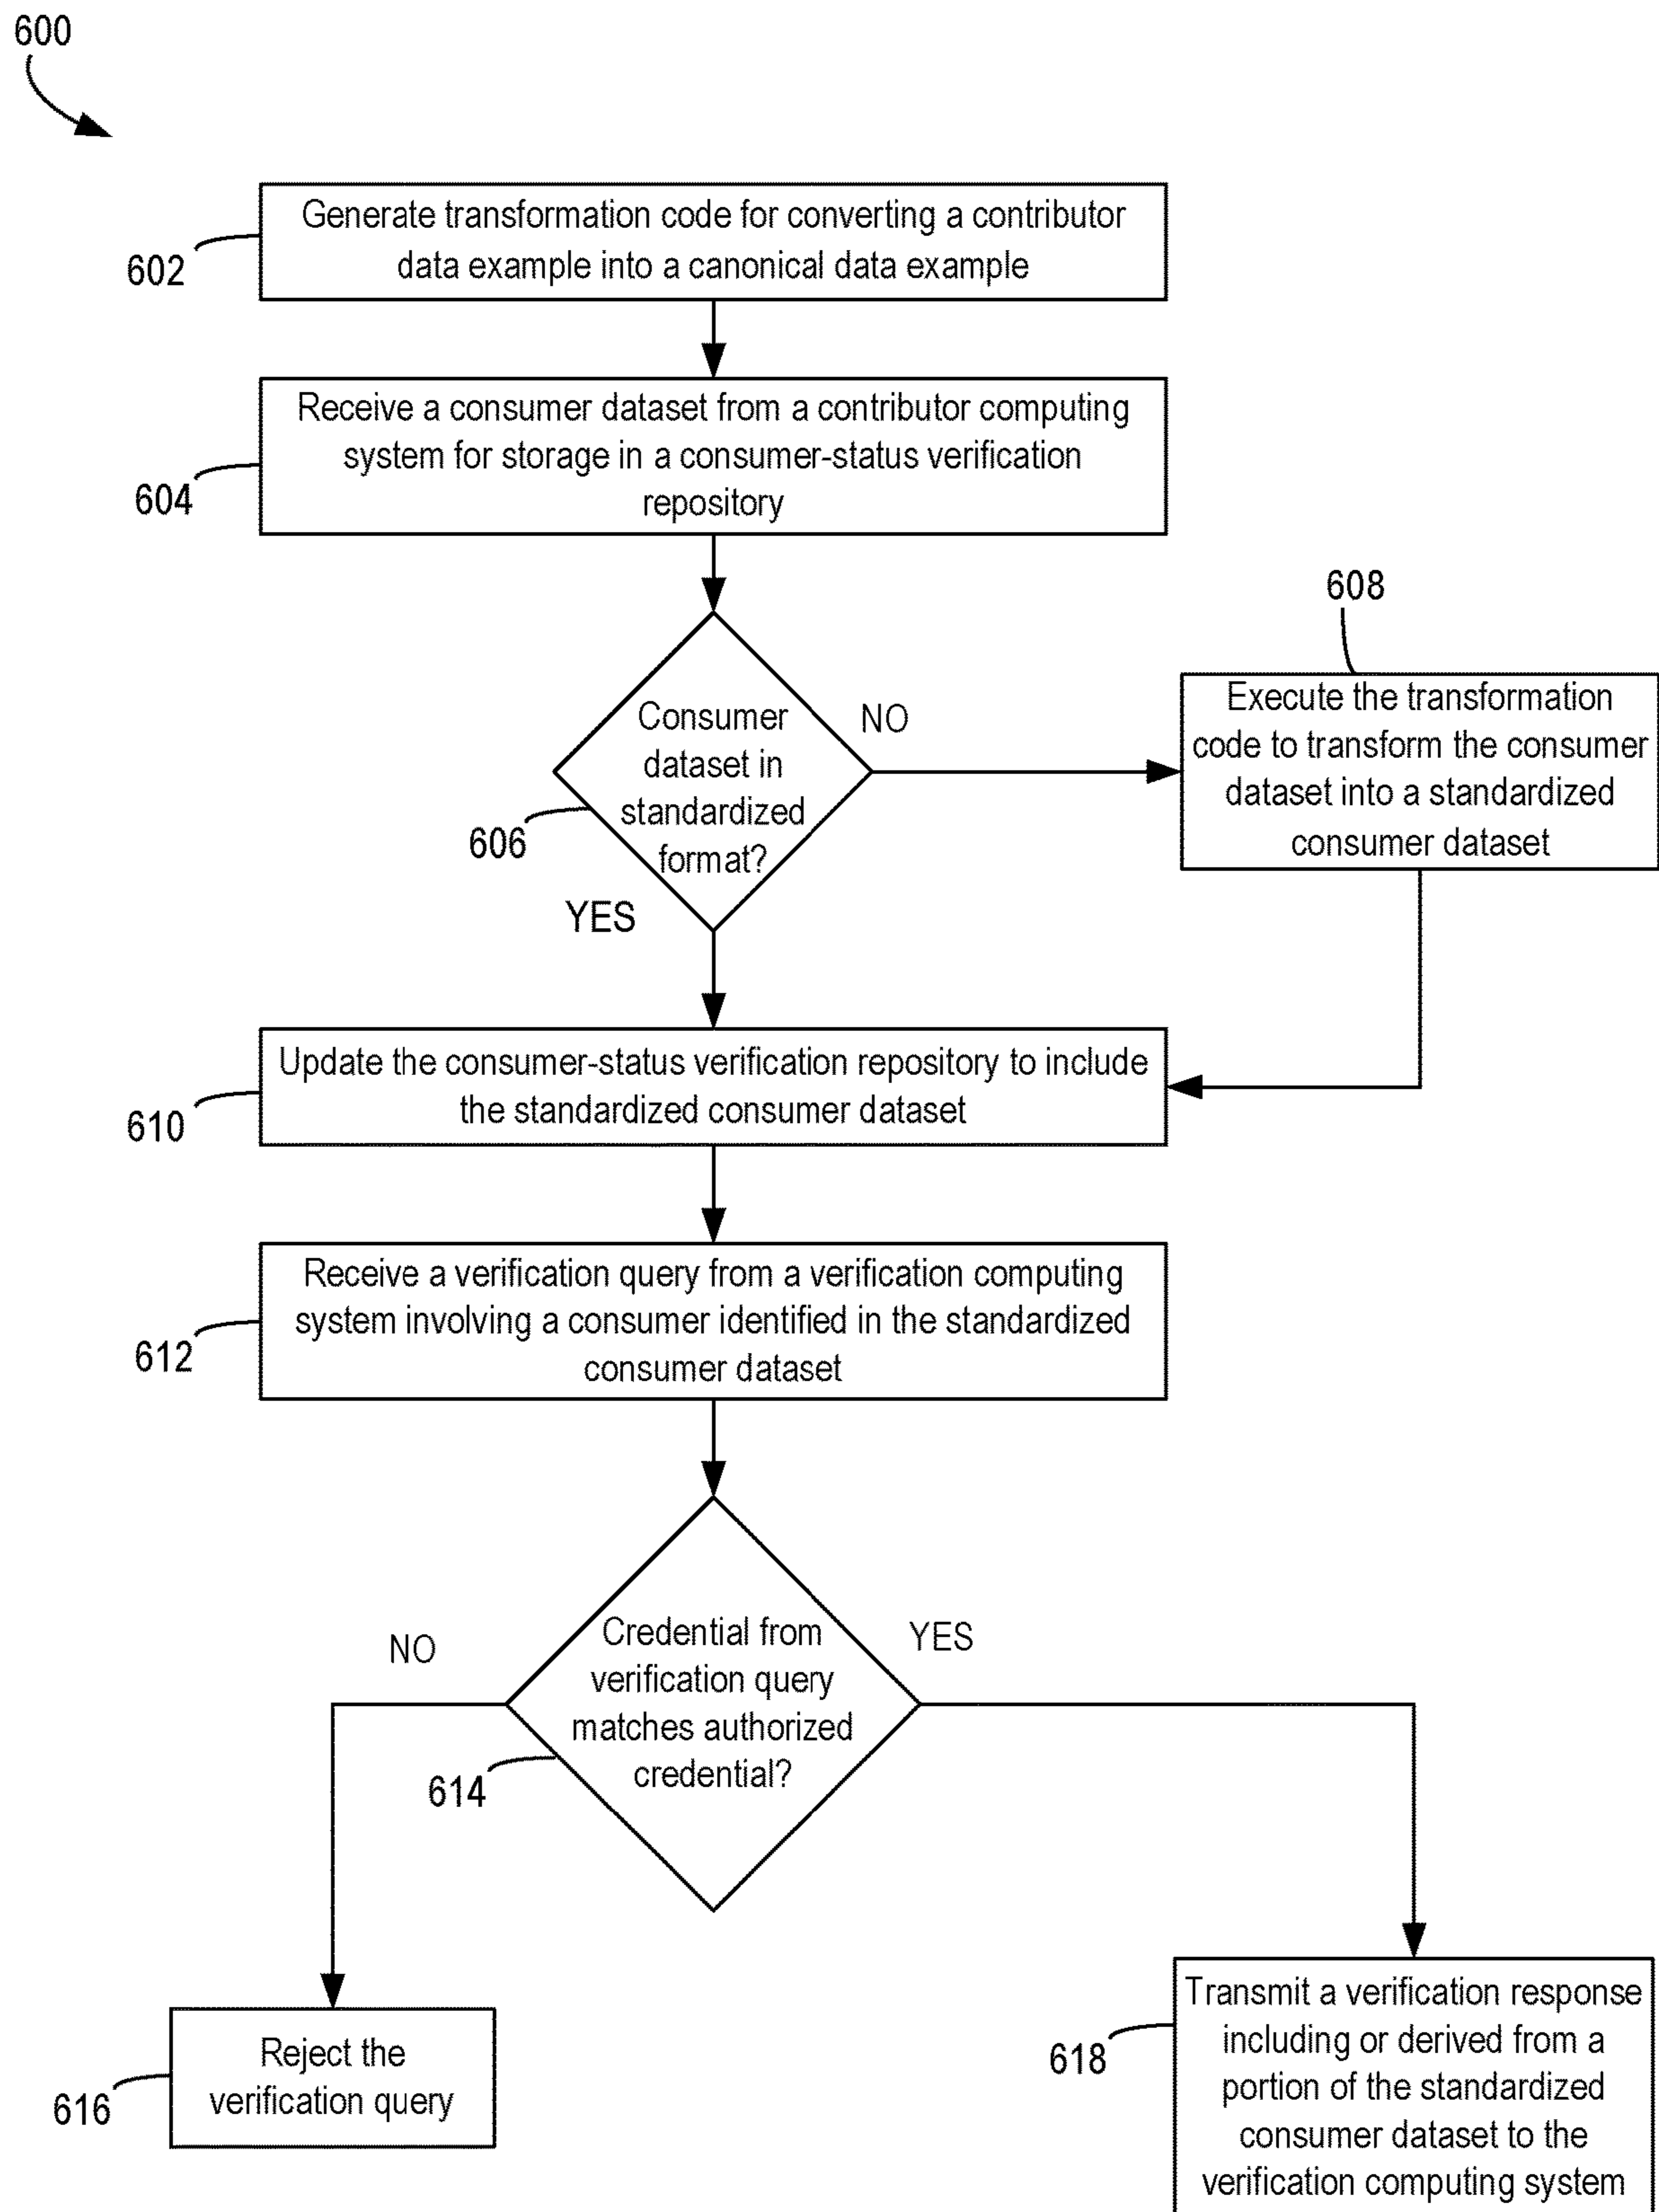 600
Generate transformation code for converting a contributor
data example into a canonical data example
602
Receive a consumer dataset from a contributor computing
system for storage in a consumer-status verification
repository
604
Consumer
dataset in
standardized
format?
606
NO
YES
608
Execute the transformation
code to transform the consumer
dataset into a standardized
consumer dataset
Update the consumer-status verification repository to include
the standardized consumer dataset
610
Receive a verification query from a verification computing
system involving a consumer identified in the standardized
consumer dataset
612
Credential from
verification query
matches authorized
credential?
614
NO
YES
Reject the
verification query
616
Transmit a verification response
including or derived from a
portion of the standardized
consumer dataset to the
verification computing system
618